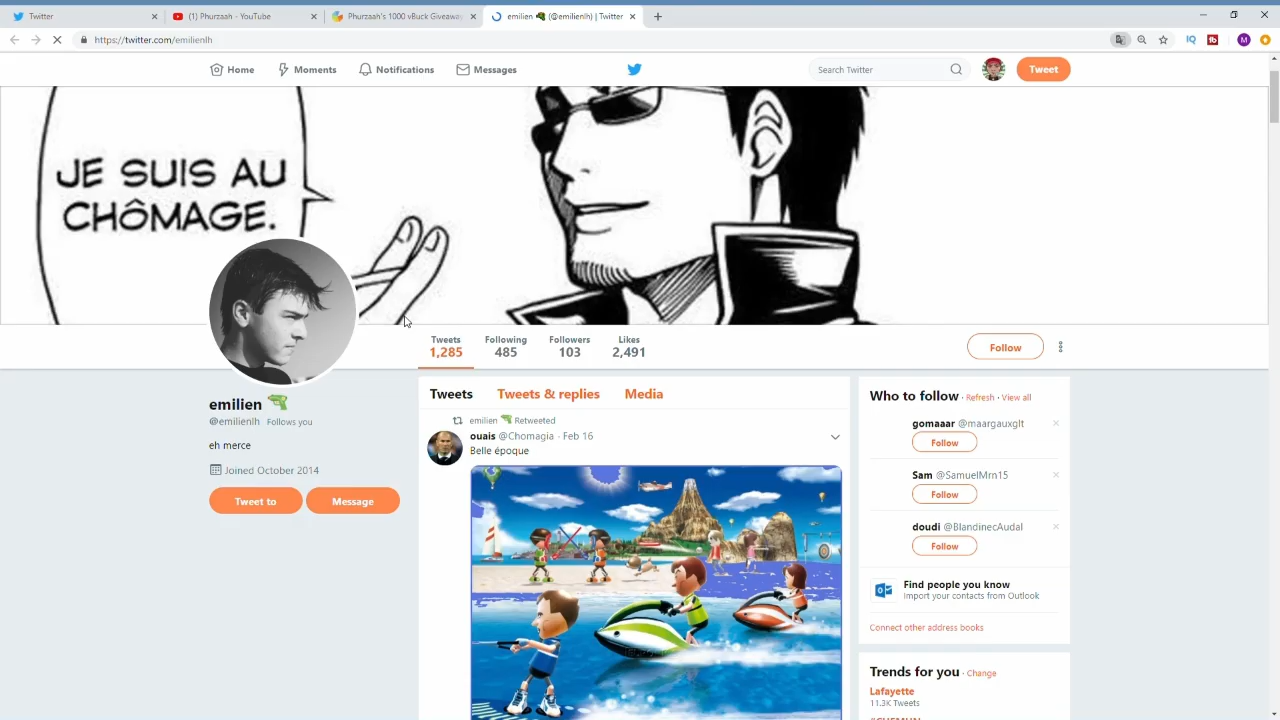 Twitter
(1) Phurzaah - YouTube
Phurzaah's 1000 vBuck Giveaway
emilien 🔫 (@emilienlh) | Twitter
https://twitter.com/emilienlh
Home
Moments
Notifications
Messages
Search Twitter
Tweet
JE SUIS AU
CHÔMAGE.
Tweets
1,285
Following
485
Followers
103
Likes
2,491
Follow
emilien 🔫
@emilienlh Follows you
eh merce
Joined October 2014
Tweet to
Message
Tweets
Tweets & replies
Media
emilien 🔫 Retweeted
ouais @Chomagia · Feb 16
Belle époque
Who to follow · Refresh · View all
gomaaar @maargauxglt
Follow
Sam @SamuelMrn15
Follow
doudi @BlandinecAudal
Follow
Find people you know
Import your contacts from Outlook
Connect other address books
Trends for you · Change
Lafayette
11.3K Tweets